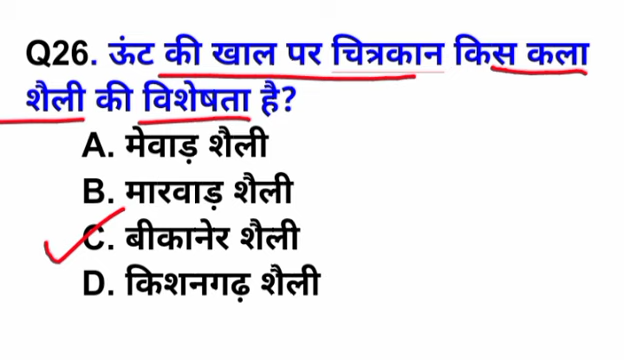 Q26. ऊंट की खाल पर चित्रकान किस कला
शैली की विशेषता है?
A. मेवाड़ शैली
B. मारवाड़ शैली
C. बीकानेर शैली
D. किशनगढ़ शैली